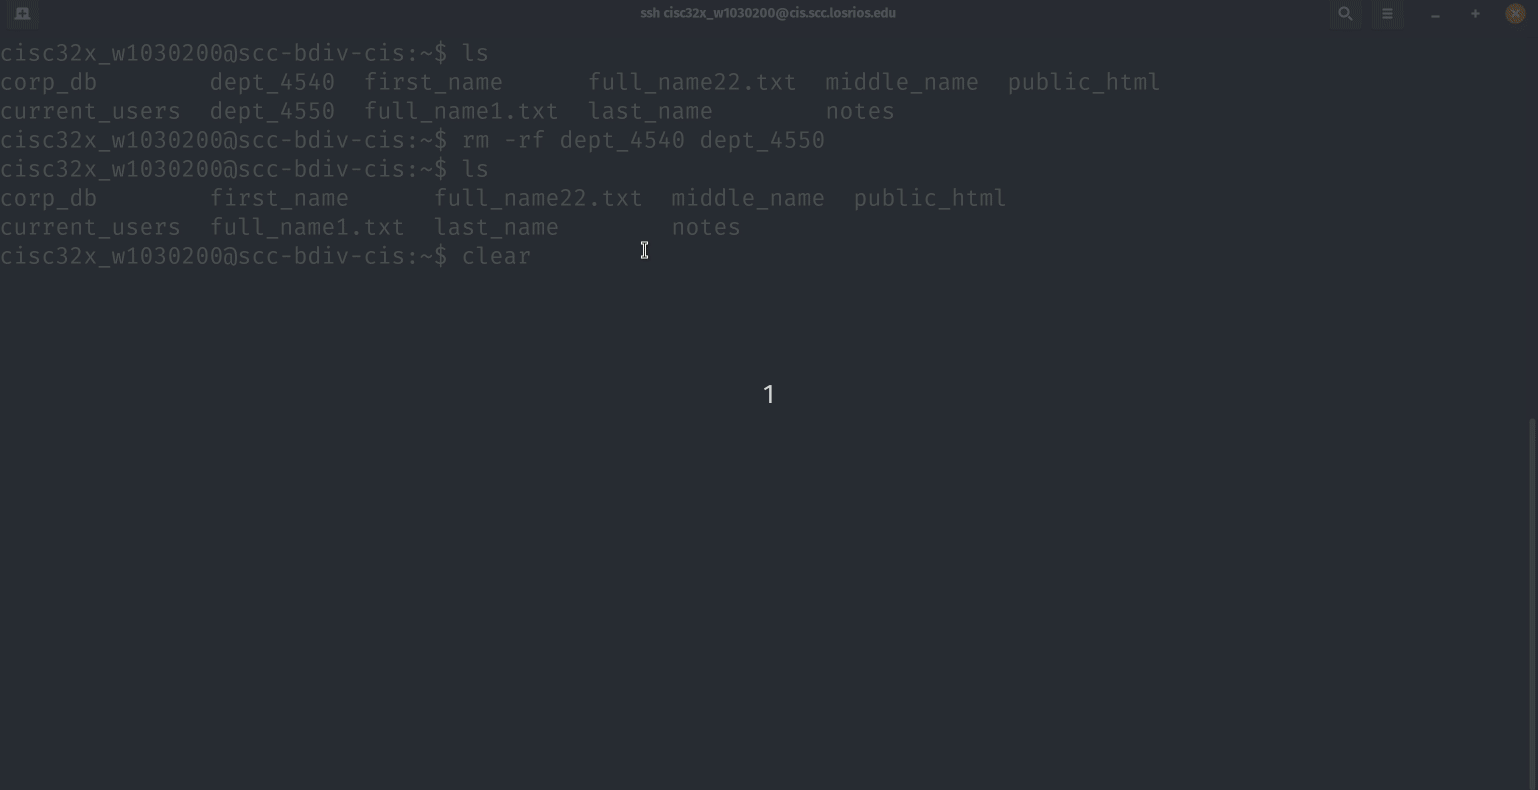 ssh cisc32x_w1030200@cis.scc.losrios.edu
cisc32x_w1030200@scc-bdiv-cis:~$ ls
corp_db        dept_4540  first_name      full_name22.txt  middle_name  public_html
current_users  dept_4550  full_name1.txt  last_name        notes
cisc32x_w1030200@scc-bdiv-cis:~$ rm -rf dept_4540 dept_4550
cisc32x_w1030200@scc-bdiv-cis:~$ ls
corp_db        first_name      full_name22.txt  middle_name  public_html
current_users  full_name1.txt  last_name        notes
cisc32x_w1030200@scc-bdiv-cis:~$ clear
1